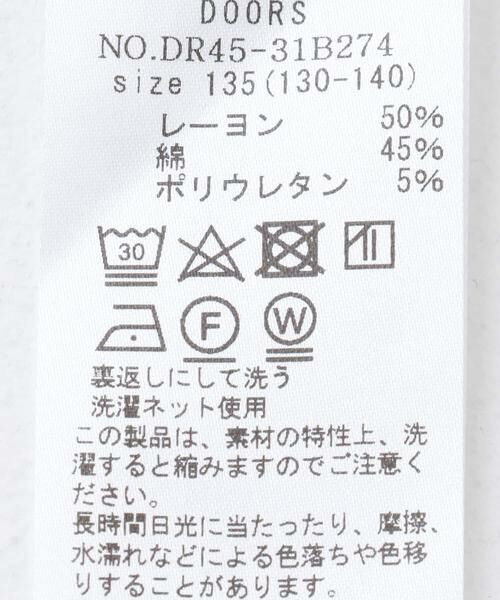 DOORS
NO.DR45-31B274
size 135(130-140)
レーヨン 50%
綿 45%
ポリウレタン 5%
30
F W
裏返しにして洗う
洗濯ネット使用
この製品は、素材の特性上、洗
濯すると縮みますのでご注意く
ださい。
長時間日光に当たったり、摩擦、
水濡れなどによる色落ちや色移
りすることがあります。